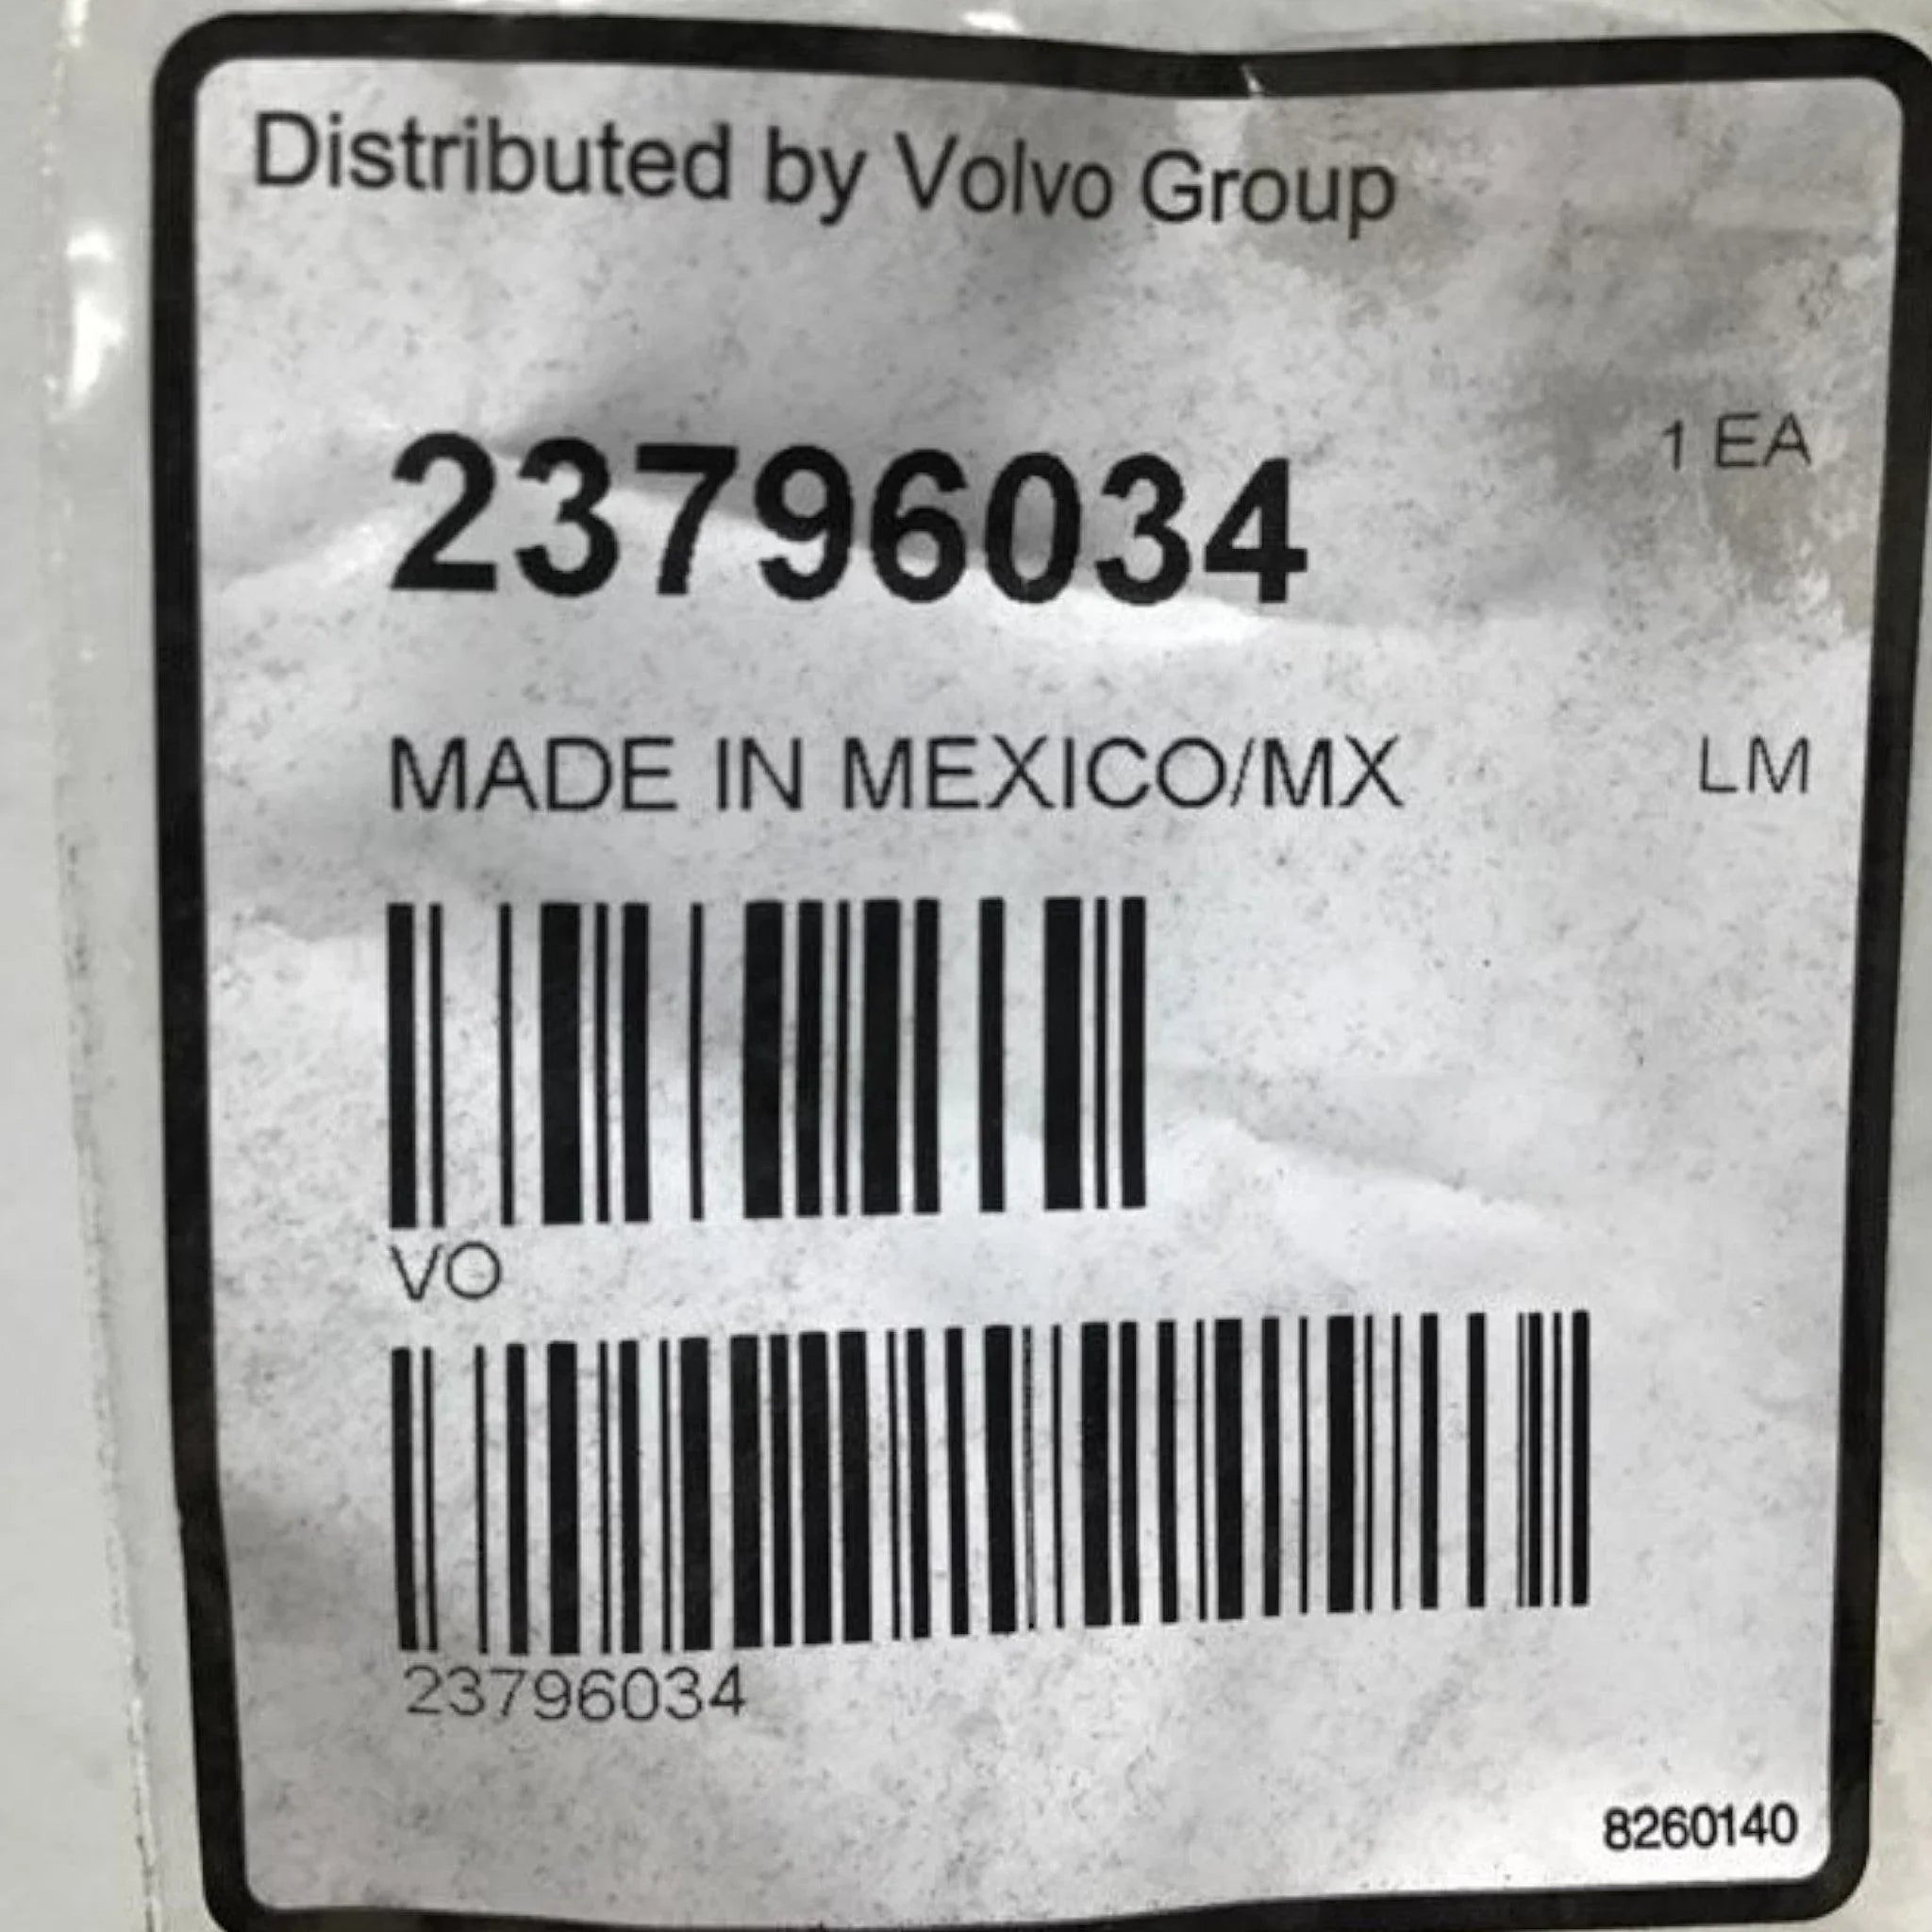 Distributed by Volvo Group
23796034 1 EA
MADE IN MEXICO/MX LM
VO
23796034
8260140